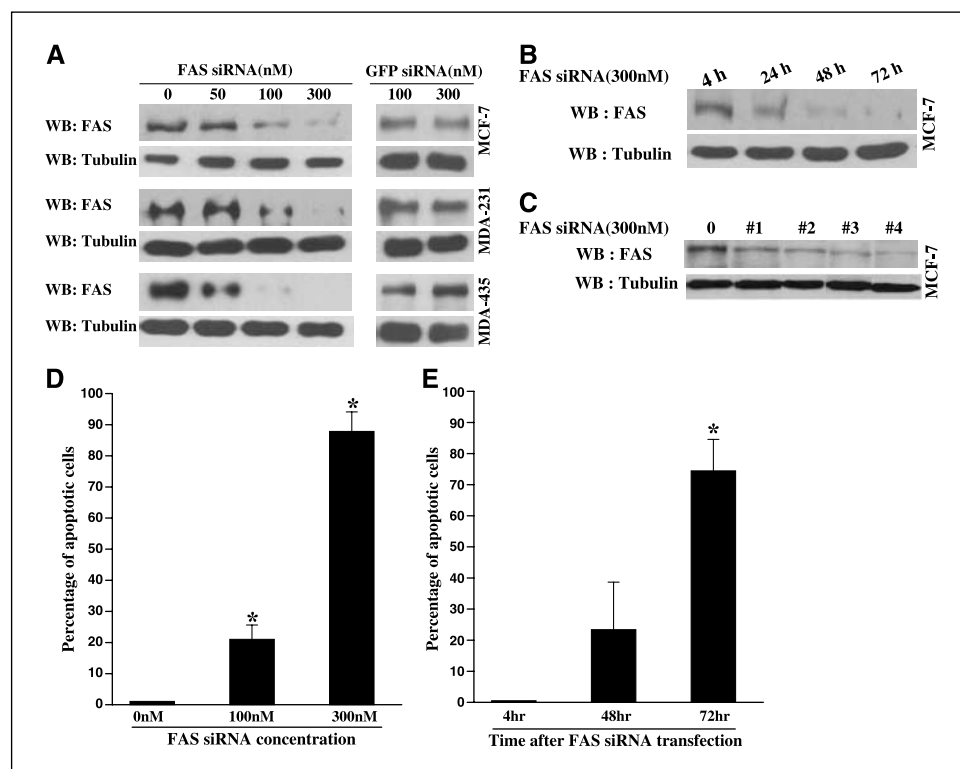 A
FAS siRNA(nM)
GFP siRNA(nM)
0 50 100 300
100 300
WB: FAS
WB: Tubulin
MCF-7
WB: FAS
WB: Tubulin
MDA-231
WB: FAS
WB: Tubulin
MDA-435
B
FAS siRNA(300nM)
4 h 24 h 48 h 72 h
WB : FAS
WB : Tubulin
MCF-7
C
FAS siRNA(300nM) 0 #1 #2 #3 #4
WB : FAS
WB : Tubulin
MCF-7
D
Percentage of apoptotic cells
100
90
80
70
60
50
40
30
20
10
0
* *
0nM 100nM 300nM
FAS siRNA concentration
E
Percentage of apoptotic cells
100
90
80
70
60
50
40
30
20
10
0
*
4hr 48hr 72hr
Time after FAS siRNA transfection